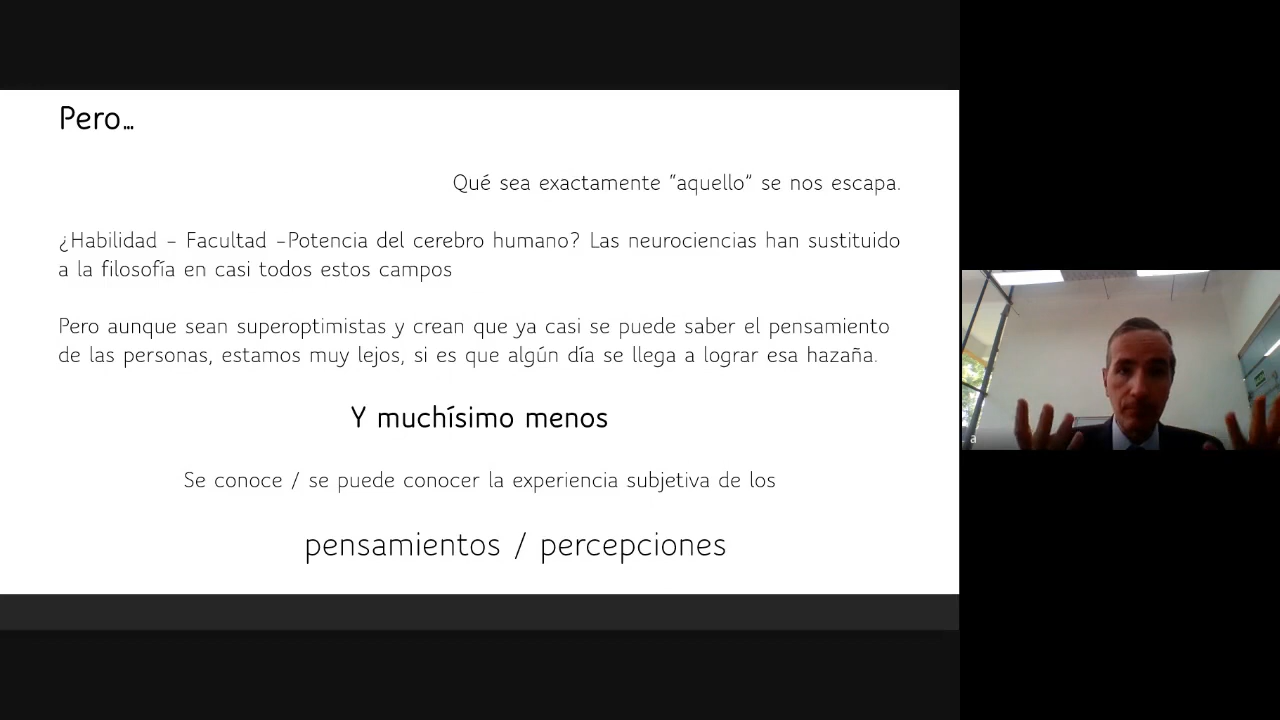 Pero...
Qué sea exactamente "aquello" se nos escapa.
¿Habilidad - Facultad -Potencia del cerebro humano? Las neurociencias han sustituido
a la filosofía en casi todos estos campos
Pero aunque sean superoptimistas y crean que ya casi se puede saber el pensamiento
de las personas, estamos muy lejos, si es que algún día se llega a lograr esa hazaña.
Y muchísimo menos
Se conoce / se puede conocer la experiencia subjetiva de los
pensamientos / percepciones
a